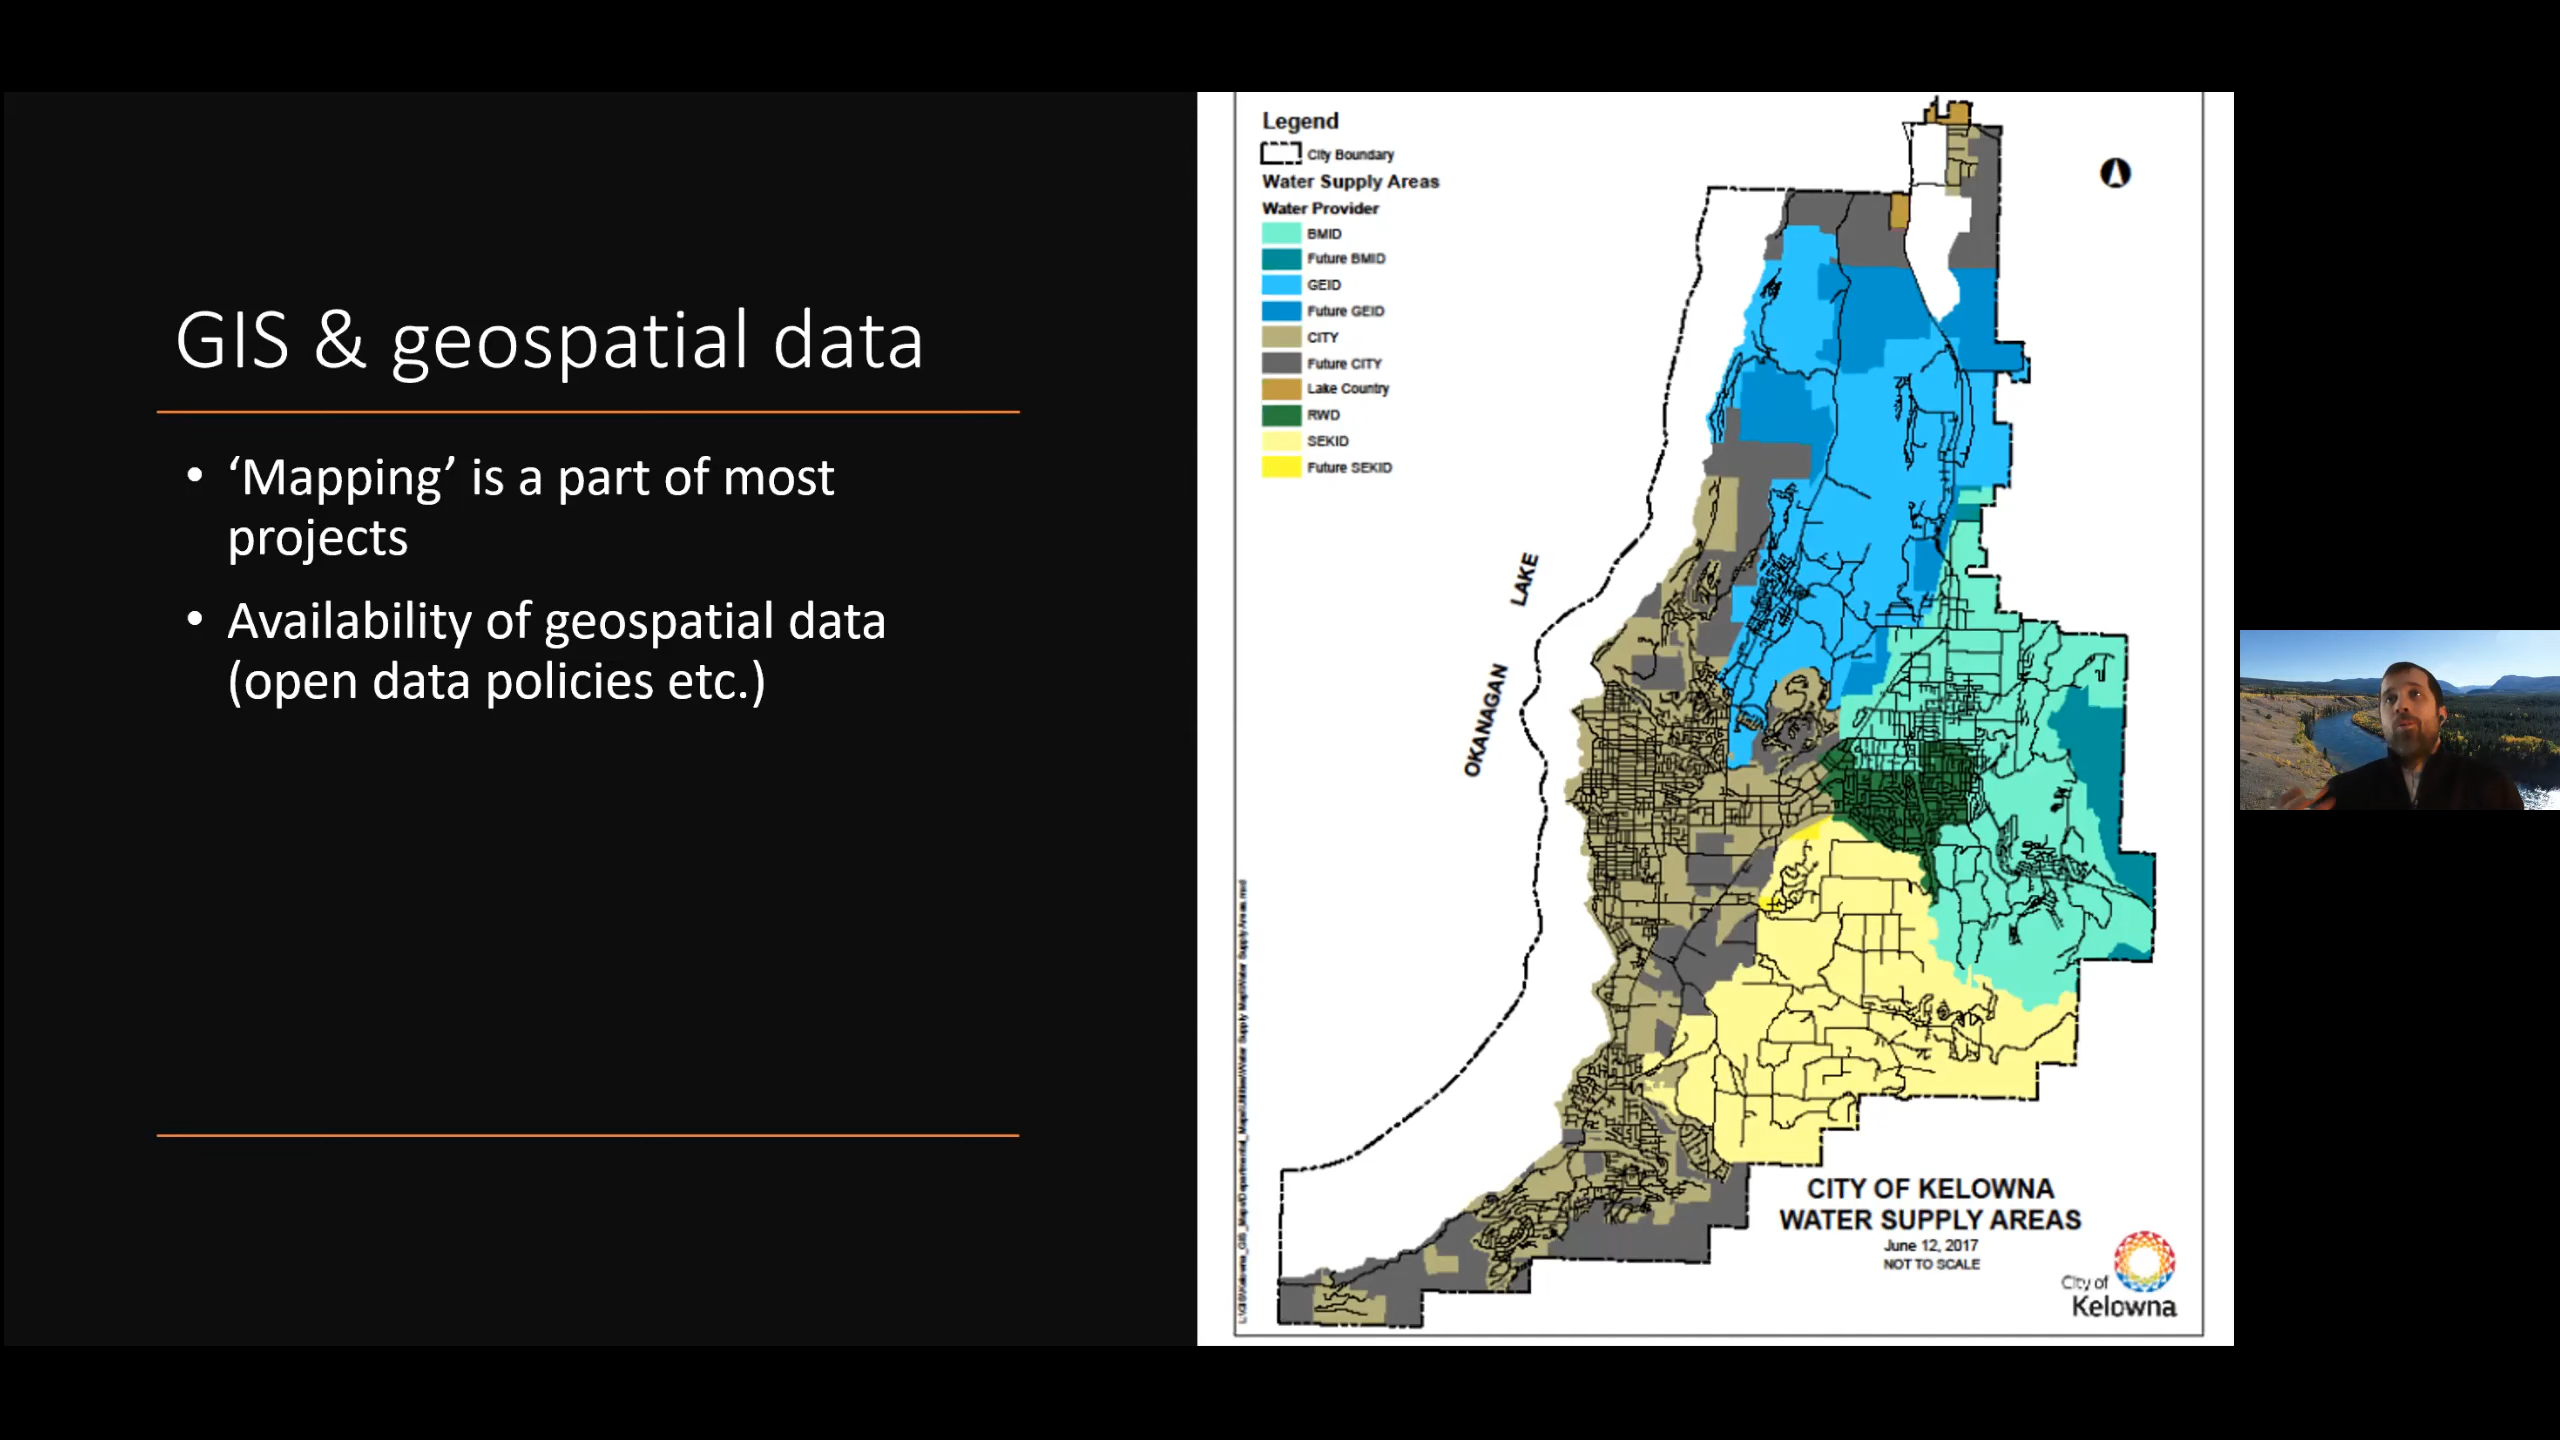 GIS & geospatial data
• ‘Mapping’ is a part of most
projects
• Availability of geospatial data
(open data policies etc.)
Legend
City Boundary
Water Supply Areas
Water Provider
BMID
Future BMID
GEID
Future GEID
CITY
Future CITY
Lake Country
RWD
SEKID
Future SEKID
OKANAGAN LAKE
CITY OF KELOWNA
WATER SUPPLY AREAS
June 12, 2017
NOT TO SCALE
City of
Kelowna